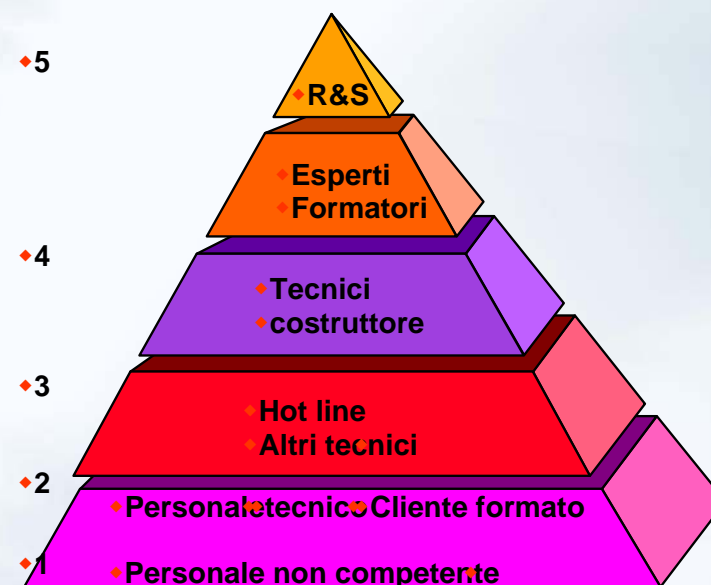 5
R&S
Esperti
Formatori
4
Tecnici
costruttore
3
Hot line
Altri tecnici
2
Personale tecnico Cliente formato
1
Personale non competente